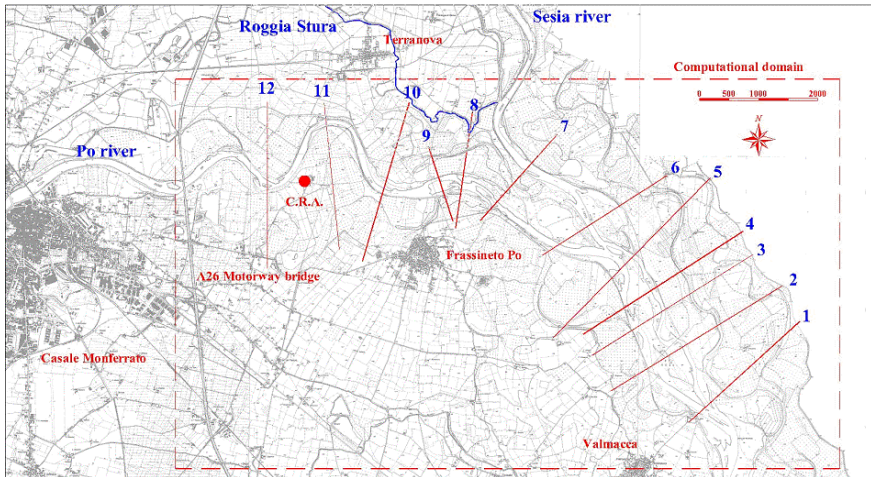 Sesia river
Roggia Stura
Terranova
Computational domain
0 500 1000 2000
N
12
11
10
8
9
7
Po river
6
5
C.R.A.
4
Frassineto Po
3
A26 Motorway bridge
2
1
Casale Monferrato
Valmacca